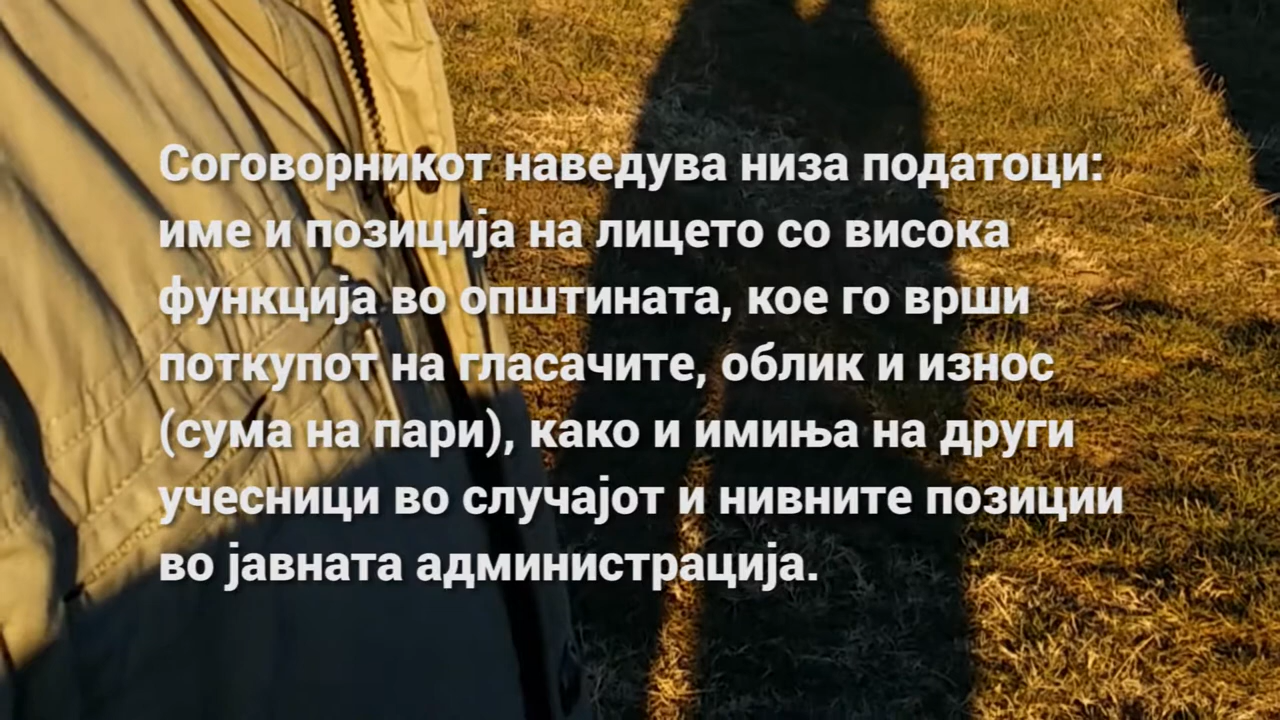 Соговорникот наведува низа податоци:
име и позиција на лицето со висока
функција во општината, кое го врши
поткупот на гласачите, облик и износ
(сума на пари), како и имиња на други
учесници во случајот и нивните позиции
во јавната администрација.